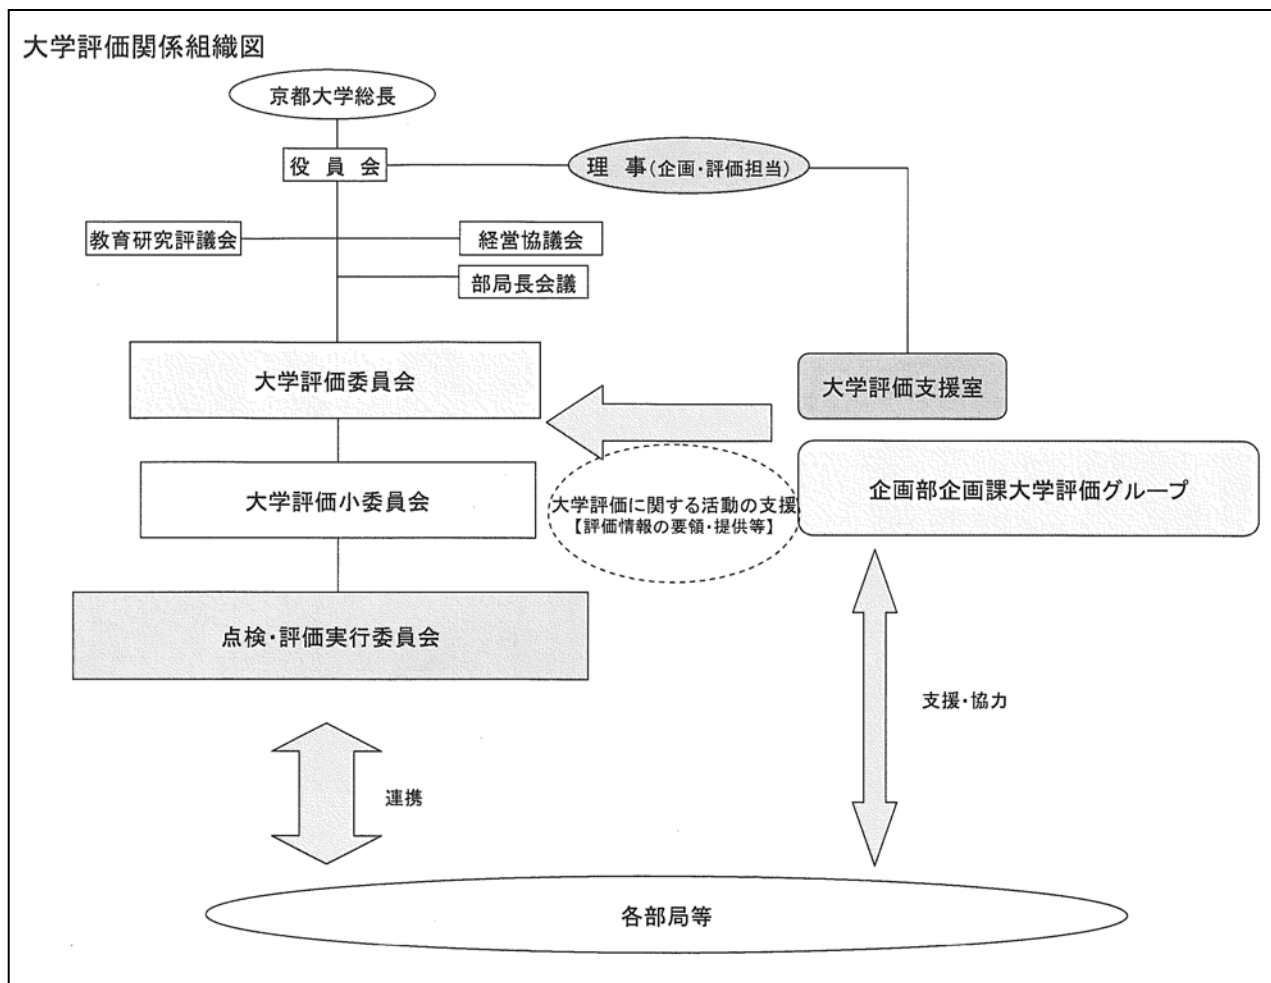 大学評価関係組織図
京都大学総長
役 員 会
理 事(企画・評価担当)
教育研究評議会
経営協議会
部局長会議
大学評価委員会
大学評価支援室
大学評価小委員会
大学評価に関する活動の支援
【評価情報の要領・提供等】
企画部企画課大学評価グループ
点検・評価実行委員会
支援・協力
連携
各部局等